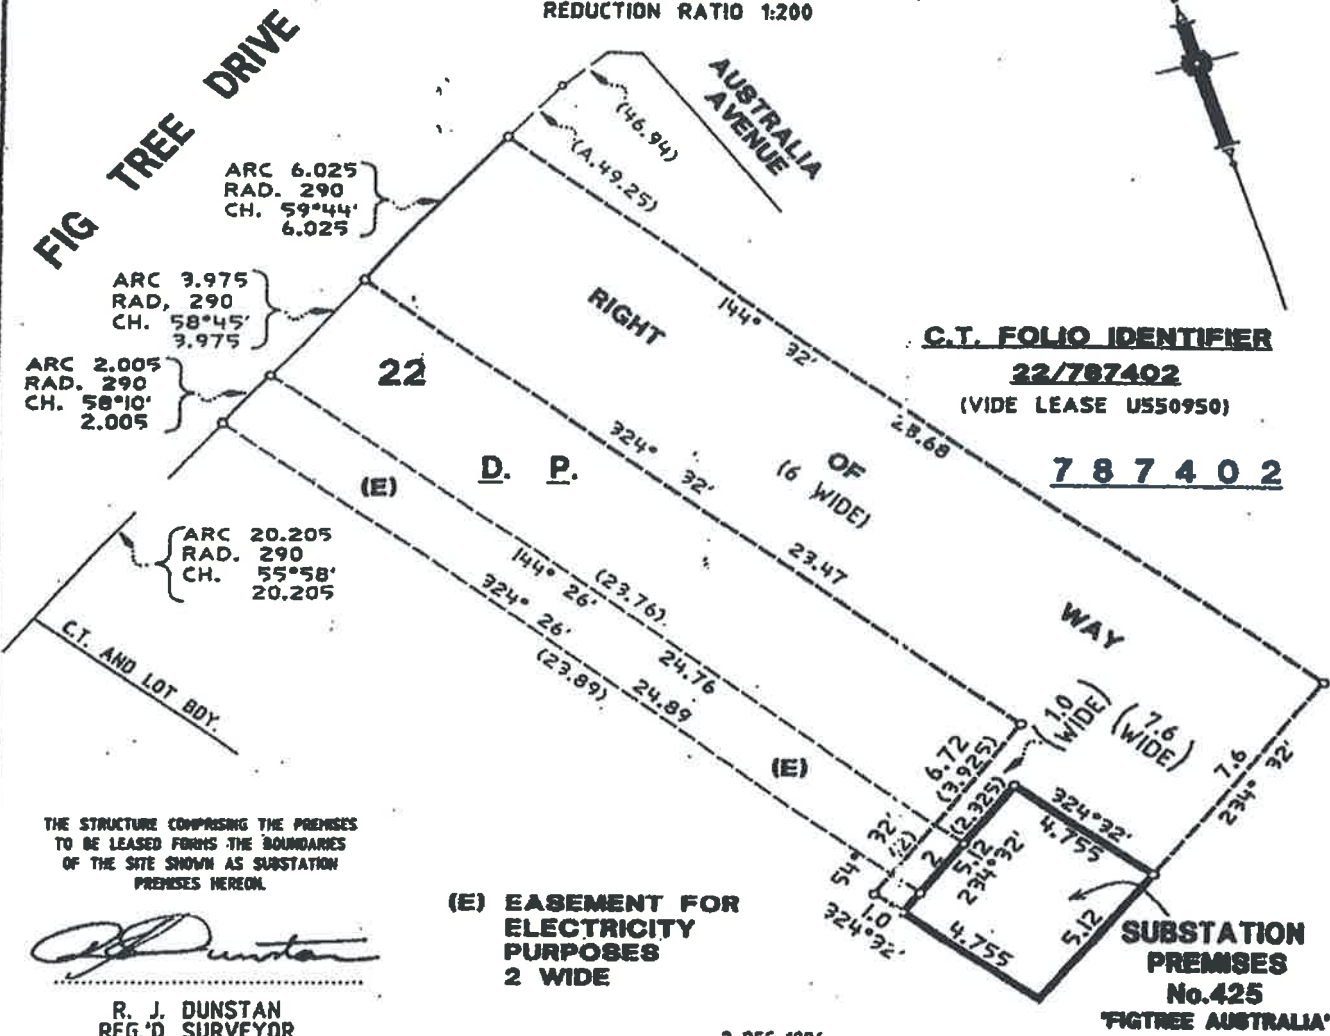 REDUCTION RATIO 1:200
FIG TREE DRIVE
AUSTRALIA
AVENUE
(46.94)
(A.49.25)
ARC 6.025
RAD. 290
CH. 59°44'
6.025
ARC 3.975
RAD. 290
CH. 58°45'
3.975
ARC 2.005
RAD. 290
CH. 58°10'
2.005
ARC 20.205
RAD. 290
CH. 55°58'
20.205
C.T. AND LOT BDY.
RIGHT
OF
(6 WIDE)
WAY
144° 32'
28.68
C.T. FOLIO IDENTIFIER
22/787402
(VIDE LEASE U550950)
787402
22
D. P.
324° 32'
23.47
(E)
144° 26'
(23.76)
24.76
324° 26'
(23.89)
24.89
(E)
6.72
(3.925)
(2.325)
54° 32'
2
1.0
324°32'
(1.0
WIDE)
(7.6
WIDE)
7.6
234° 32'
324°32'
4.755
5.12
234°32'
4.755
5.12
THE STRUCTURE COMPRISING THE PREMISES
TO BE LEASED FORMS THE BOUNDARIES
OF THE SITE SHOWN AS SUBSTATION
PREMISES HEREON.
R. J. DUNSTAN
REG.'D SURVEYOR
(E) EASEMENT FOR
ELECTRICITY
PURPOSES
2 WIDE
SUBSTATION
PREMISES
No.425
"FIGTREE AUSTRALIA"